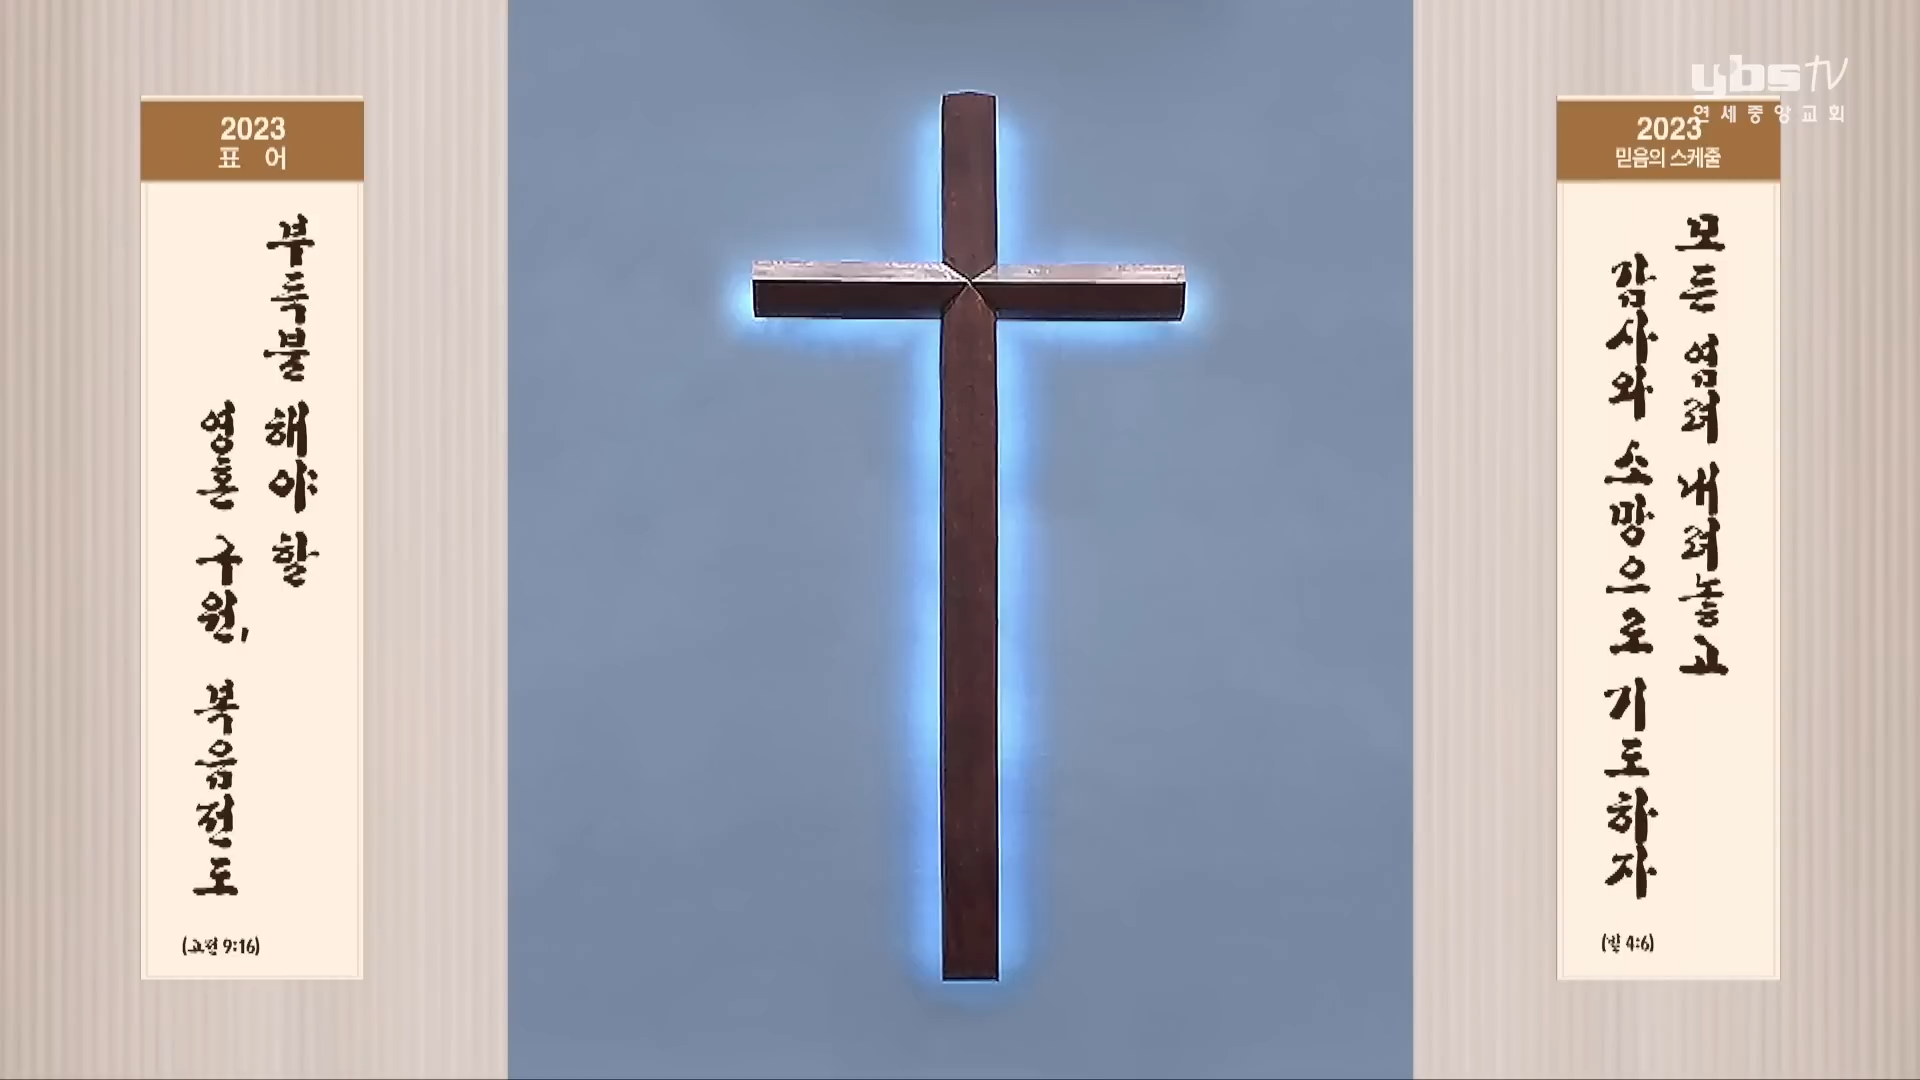 2023
표 어
부득불 해야 할
영혼 구원, 복음전도
(고전 9:16)
ybstv
연세중앙교회
2023
믿음의 스케줄
모든 염려 내려놓고
감사와 소망으로 기도하자
(빌 4:6)